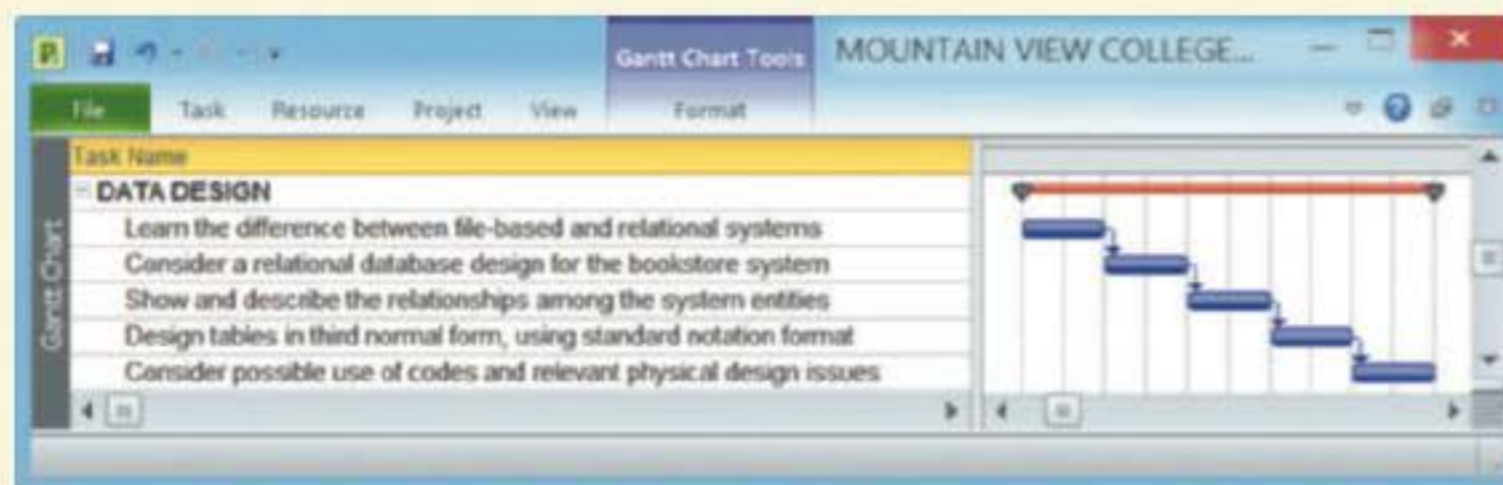 Gantt Chart Tools
MOUNTAIN VIEW COLLEGE...
File Task Resource Project View Format
Task Name
DATA DESIGN
Learn the difference between file-based and relational systems
Consider a relational database design for the bookstore system
Show and describe the relationships among the system entities
Design tables in third normal form, using standard notation format
Consider possible use of codes and relevant physical design issues
Gantt Chart